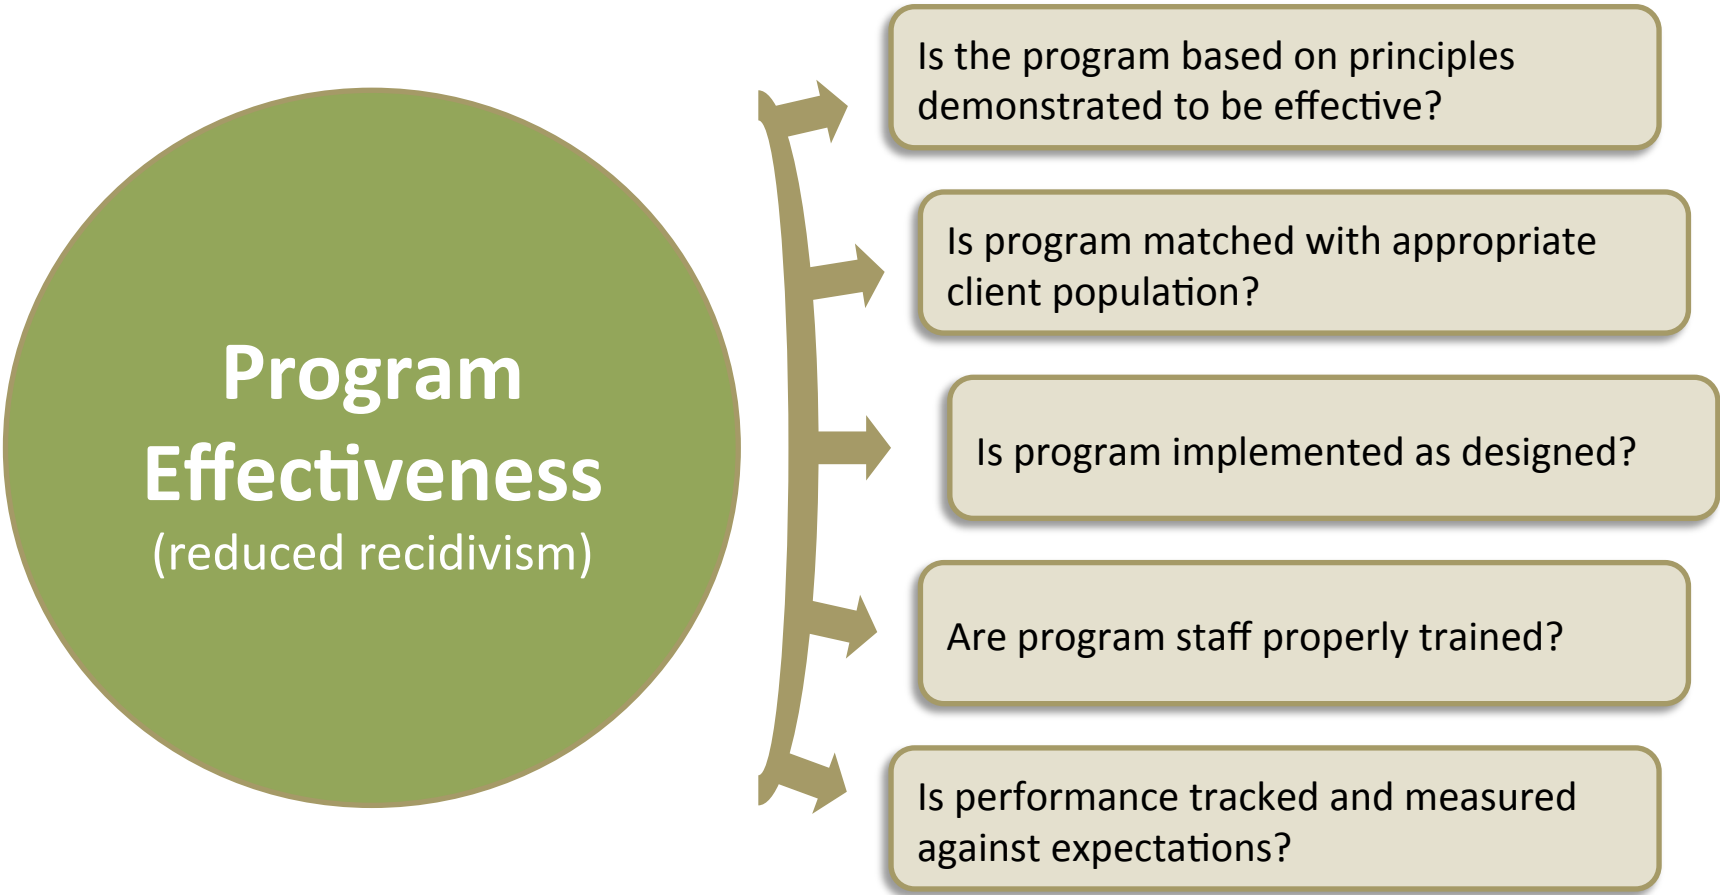 Program
Effectiveness
(reduced recidivism)
Is the program based on principles
demonstrated to be effective?
Is program matched with appropriate
client population?
Is program implemented as designed?
Are program staff properly trained?
Is performance tracked and measured
against expectations?